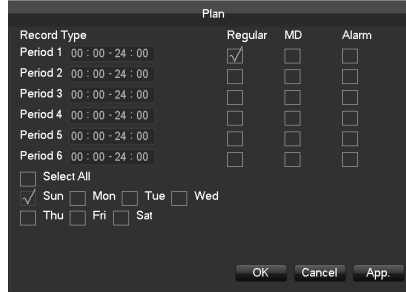 Plan
Record Type Regular MD Alarm
Period 1 00 : 00 - 24 : 00
Period 2 00 : 00 - 24 : 00
Period 3 00 : 00 - 24 : 00
Period 4 00 : 00 - 24 : 00
Period 5 00 : 00 - 24 : 00
Period 6 00 : 00 - 24 : 00
Select All
Sun Mon Tue Wed
Thu Fri Sat
OK Cancel App.